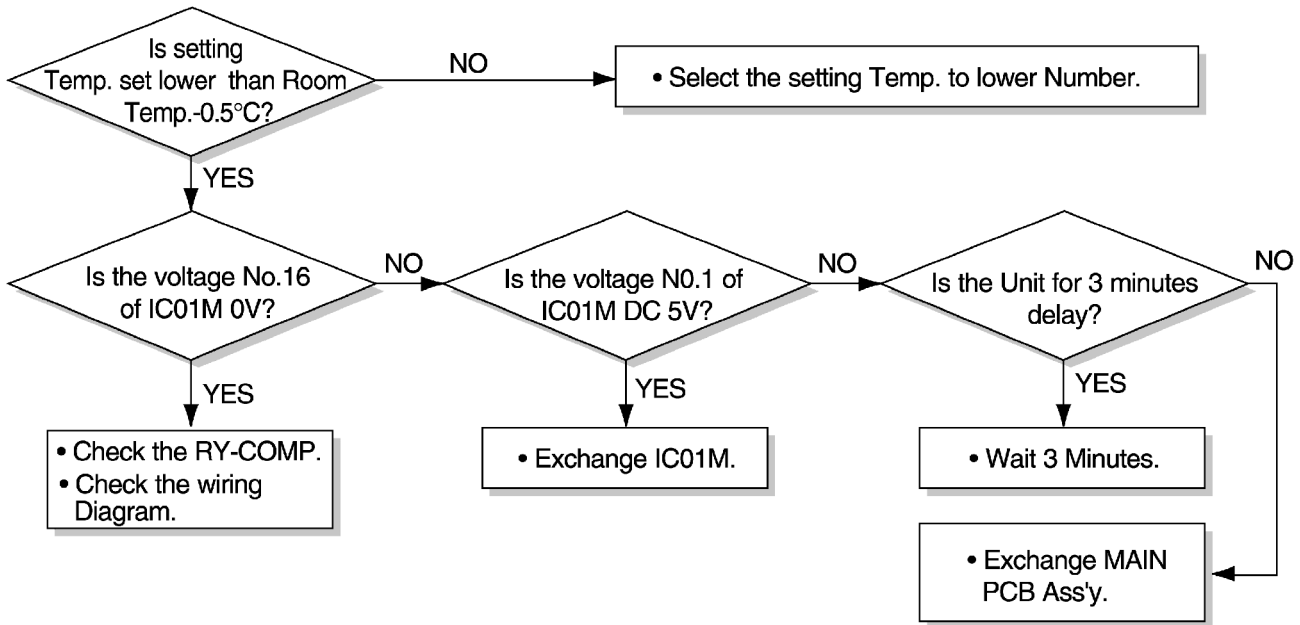 Is setting
Temp. set lower than Room
Temp.-0.5°C?
NO
• Select the setting Temp. to lower Number.
YES
Is the voltage No.16
of IC01M 0V?
NO
Is the voltage N0.1 of
IC01M DC 5V?
NO
Is the Unit for 3 minutes
delay?
NO
YES
• Check the RY-COMP.
• Check the wiring
Diagram.
YES
• Exchange IC01M.
YES
• Wait 3 Minutes.
• Exchange MAIN
PCB Ass'y.